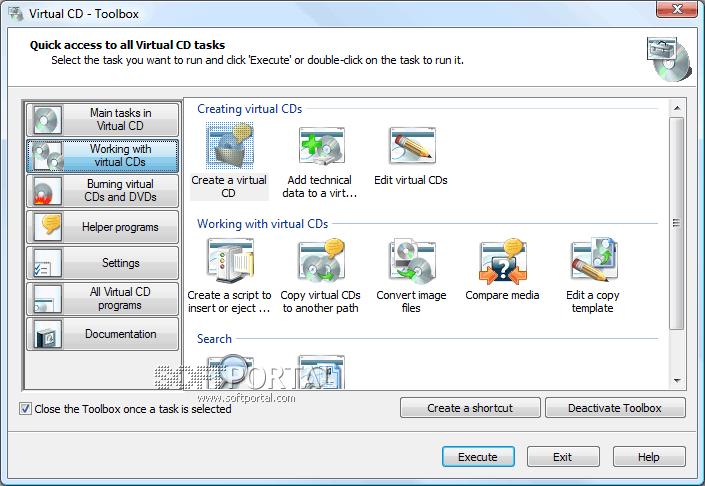 Virtual CD - Toolbox
Quick access to all Virtual CD tasks
Select the task you want to run and click 'Execute' or double-click on the task to run it.
Main tasks in
Virtual CD
Working with
virtual CDs
Burning virtual
CDs and DVDs
Helper programs
Settings
All Virtual CD
programs
Documentation
Creating virtual CDs
Create a virtual
CD
Add technical
data to a virt...
Edit virtual CDs
Working with virtual CDs
Create a script to
insert or eject ...
Copy virtual CDs
to another path
Convert image
files
Compare media
Edit a copy
template
Search
SOFTPORTAL
www.softportal.com
Close the Toolbox once a task is selected
Create a shortcut
Deactivate Toolbox
Execute
Exit
Help